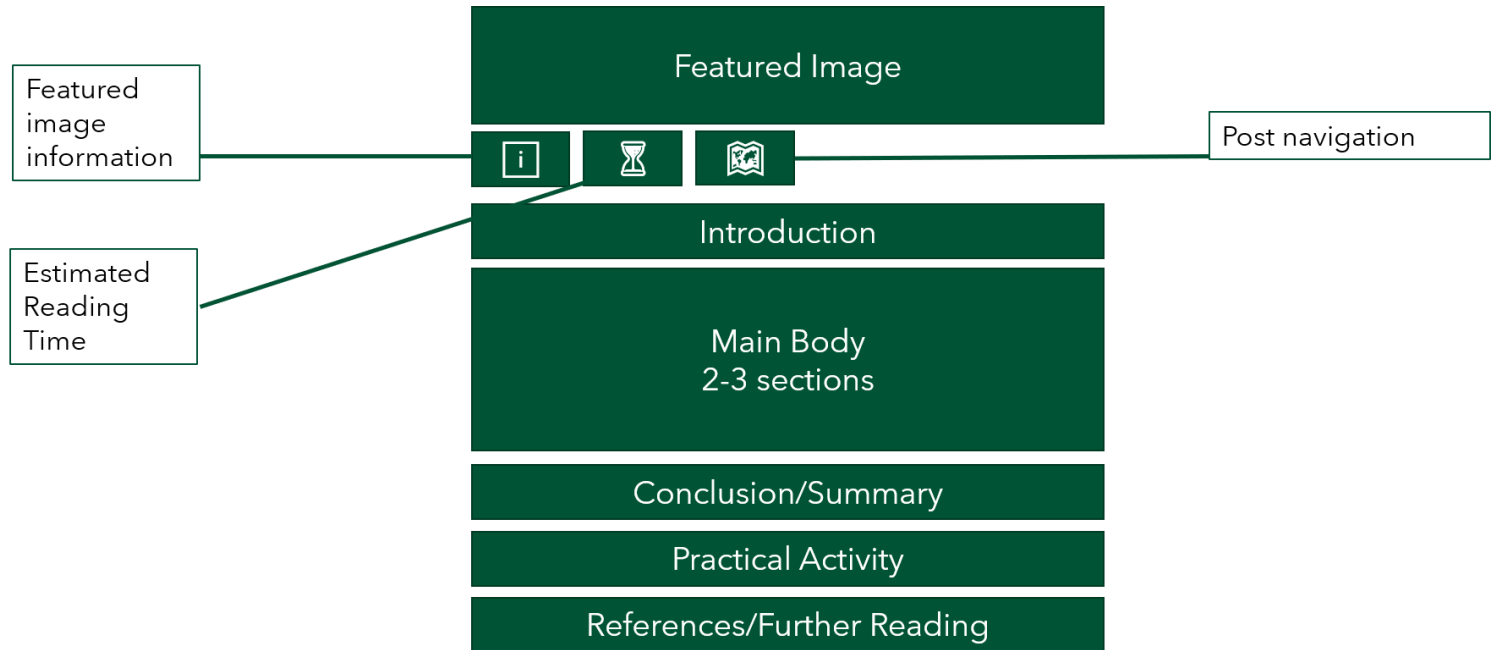 Featured Image
Featured
image
information
i
Post navigation
Introduction
Estimated
Reading
Time
Main Body
2-3 sections
Conclusion/Summary
Practical Activity
References/Further Reading